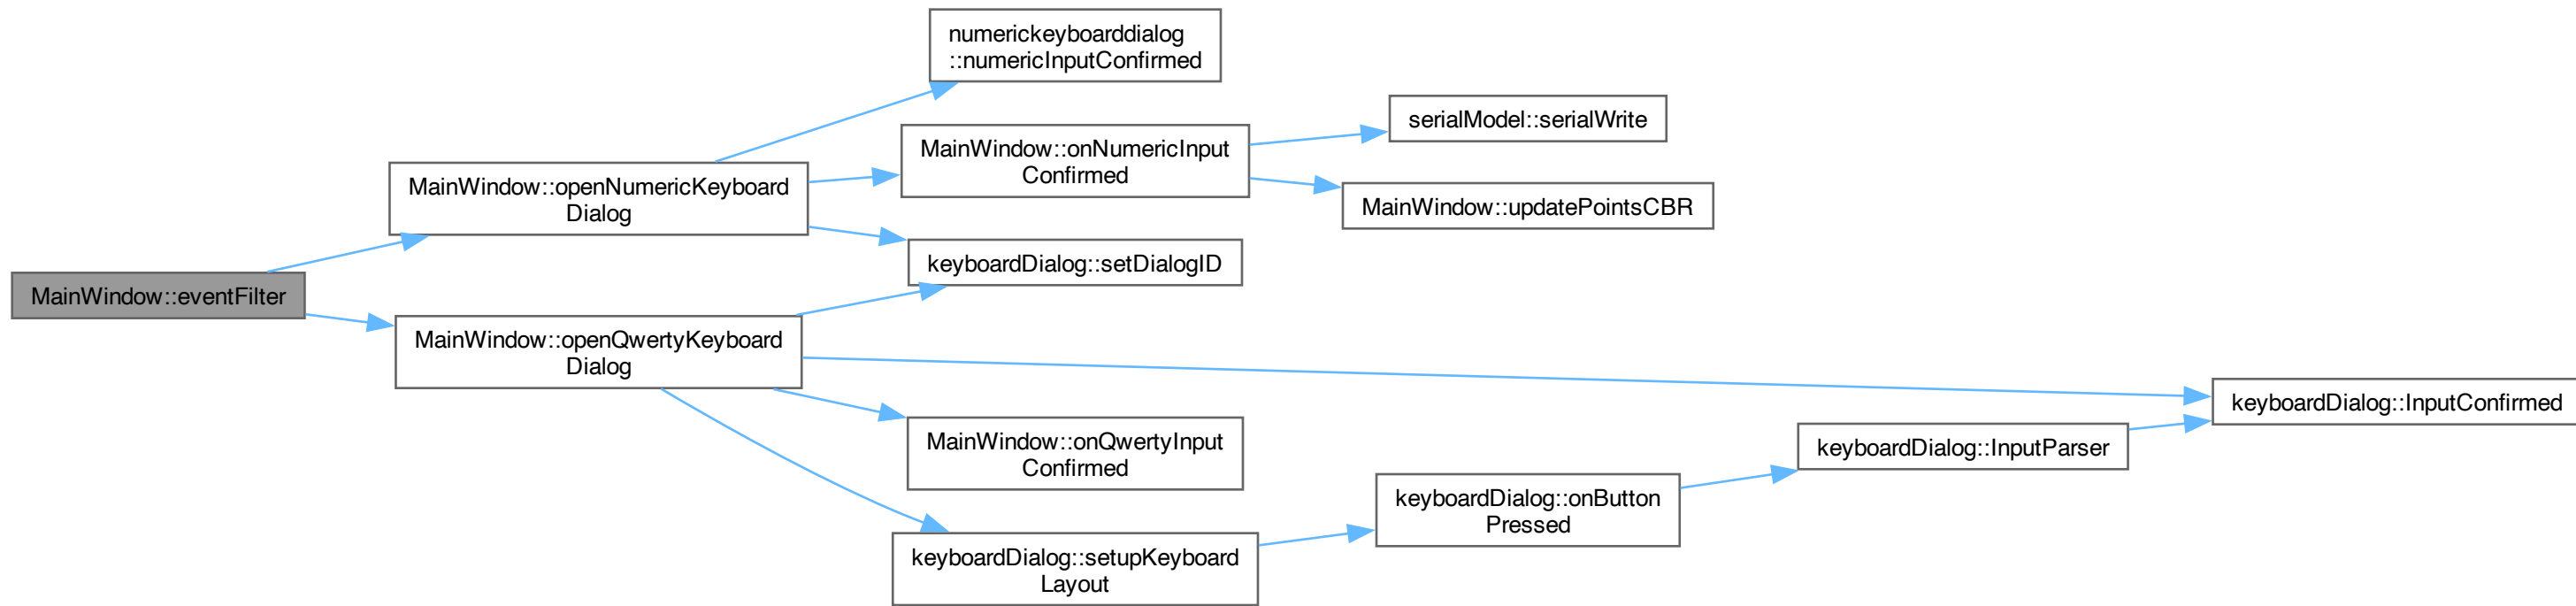 MainWindow::eventFilter
MainWindow::openNumericKeyboard
Dialog
MainWindow::openQwertyKeyboard
Dialog
numerickeyboarddialog
::numericInputConfirmed
MainWindow::onNumericInput
Confirmed
keyboardDialog::setDialogID
MainWindow::onQwertyInput
Confirmed
keyboardDialog::setupKeyboard
Layout
serialModel::serialWrite
MainWindow::updatePointsCBR
keyboardDialog::onButton
Pressed
keyboardDialog::InputParser
keyboardDialog::InputConfirmed